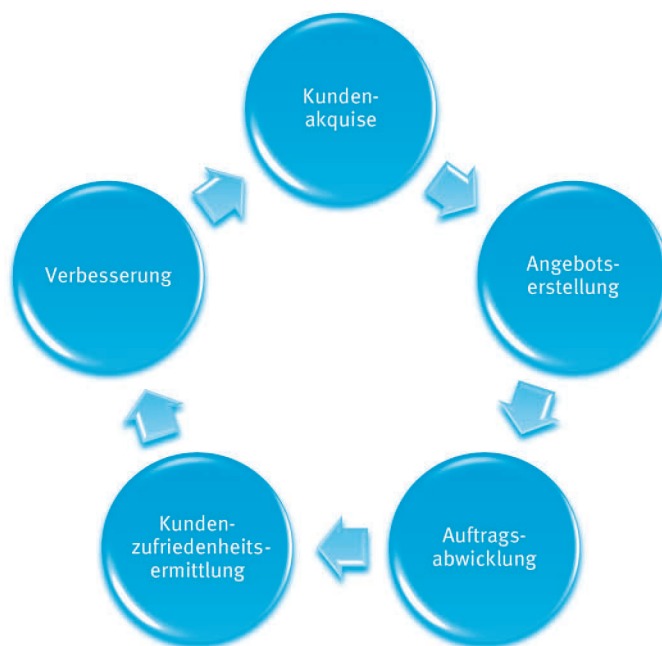 Kunden-
akquise
Angebots-
erstellung
Auftrags-
abwicklung
Kunden-
zufriedenheits-
ermittlung
Verbesserung